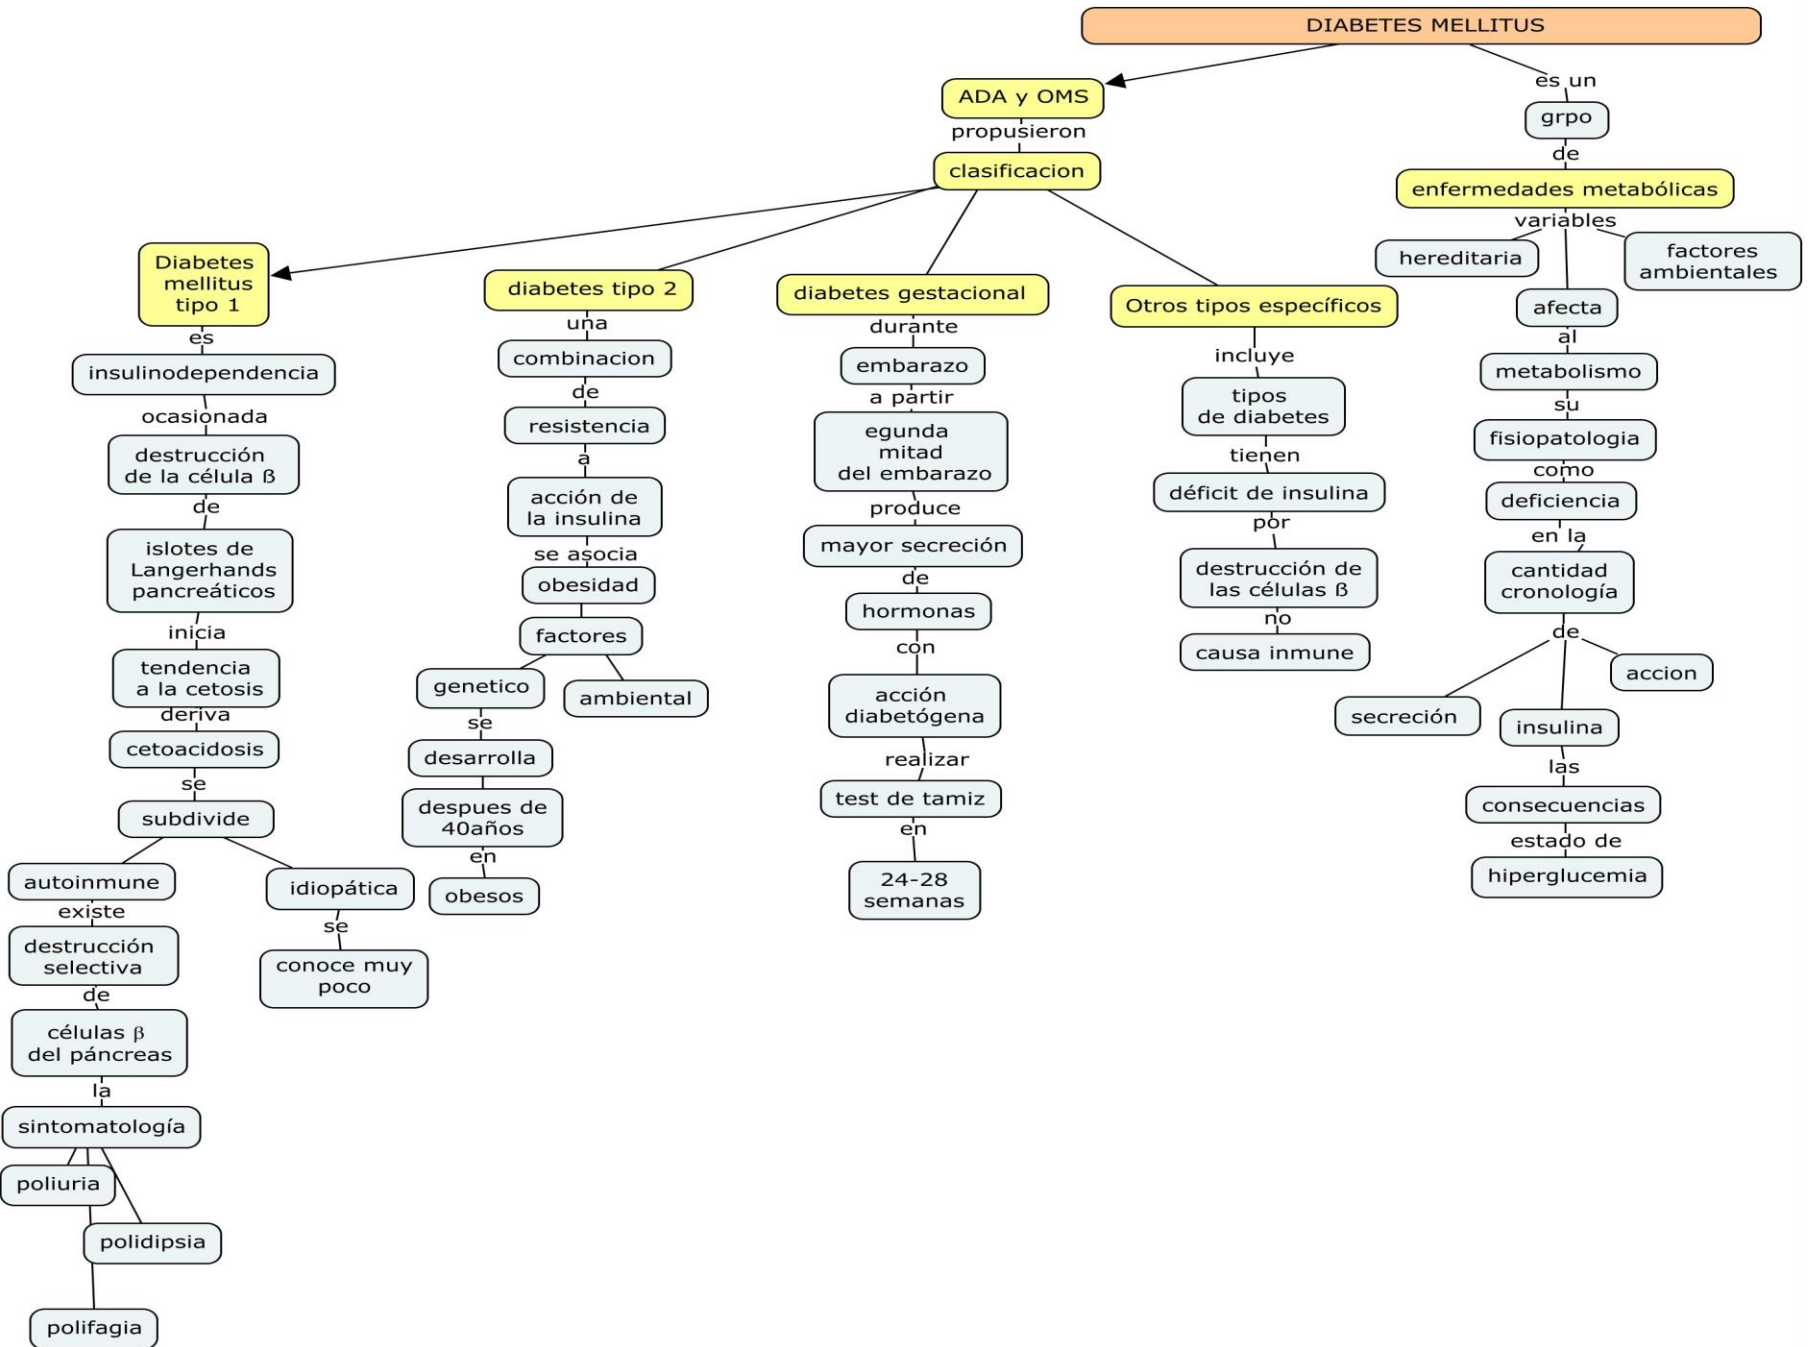 DIABETES MELLITUS
ADA y OMS
propusieron
clasificacion
Diabetes
mellitus
tipo 1
es
insulinodependencia
ocasionada
destrucción
de la célula ß
de
islotes de
Langerhands
pancreáticos
inicia
tendencia
a la cetosis
deriva
cetoacidosis
se
subdivide
autoinmune
existe
destrucción
selectiva
de
células β
del páncreas
la
sintomatología
poliuria
polidipsia
polifagia
idiopática
se
conoce muy
poco
diabetes tipo 2
una
combinacion
de
resistencia
a
acción de
la insulina
se asocia
obesidad
factores
genetico
se
desarrolla
despues de
40años
en
obesos
ambiental
diabetes gestacional
durante
embarazo
a partir
egunda
mitad
del embarazo
produce
mayor secreción
de
hormonas
con
acción
diabetógena
realizar
test de tamiz
en
24-28
semanas
Otros tipos específicos
incluye
tipos
de diabetes
tienen
déficit de insulina
por
destrucción de
las células ß
no
causa inmune
es un
grpo
de
enfermedades metabólicas
variables
hereditaria
factores
ambientales
afecta
al
metabolismo
su
fisiopatologia
como
deficiencia
en la
cantidad
cronología
de
secreción
insulina
accion
las
consecuencias
estado de
hiperglucemia